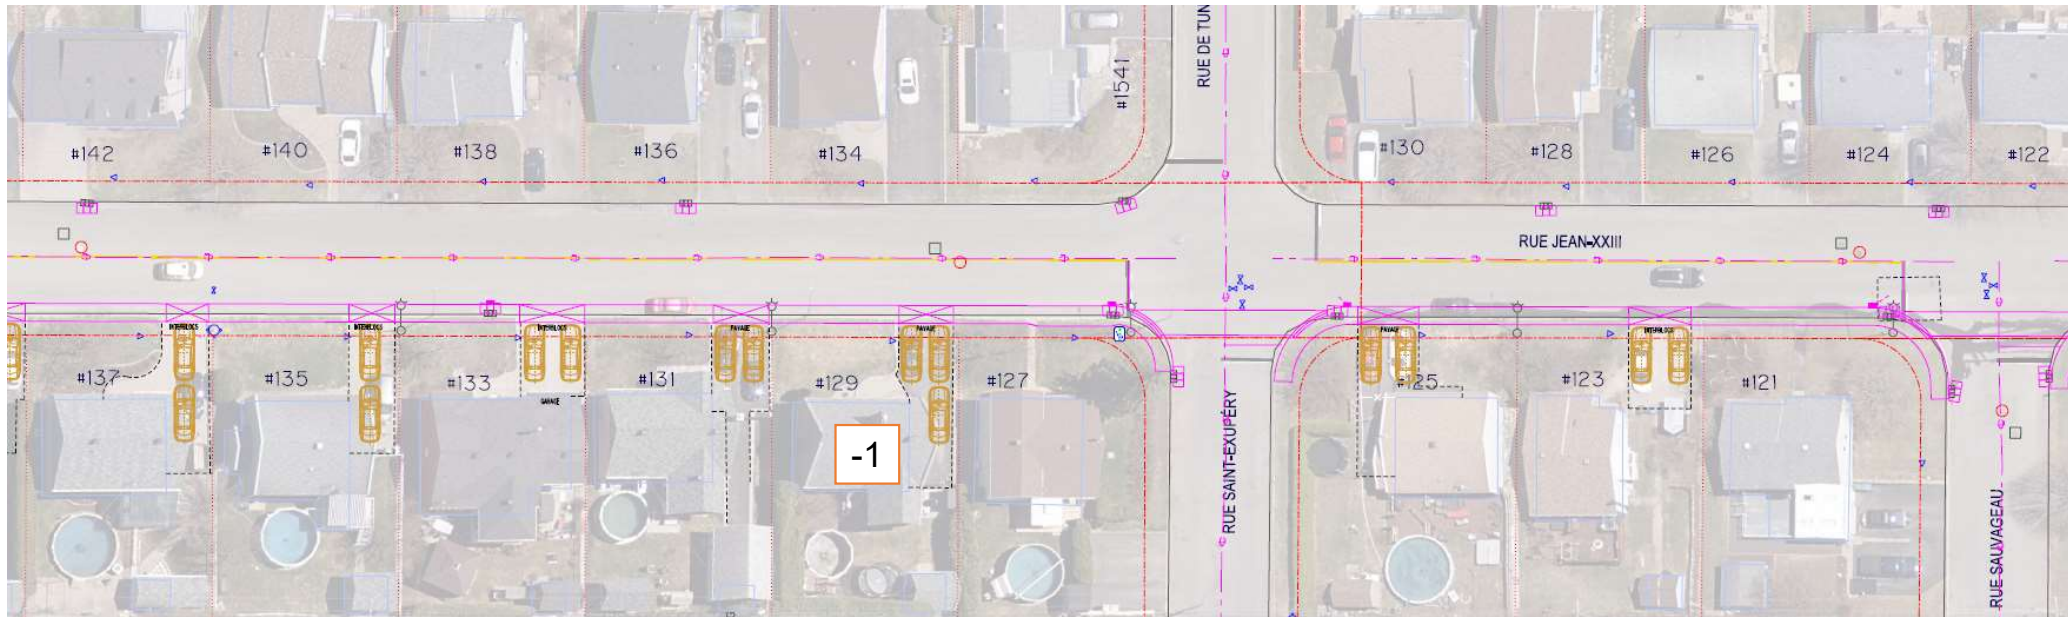 RUE DE TUN
#1541
#142
#140
#138
#136
#134
#130
#128
#126
#124
#122
RUE JEAN-XXIII
INTERBLOCS
INTERBLOCS
INTERBLOCS
PAVAGE
PAVAGE
PAVAGE
INTERBLOCS
#137
#135
#133
#131
#129
#127
#125
#123
#121
GARAGE
-1
RUE SAINT-EXUPÉRY
RUE SAUVAGEAU